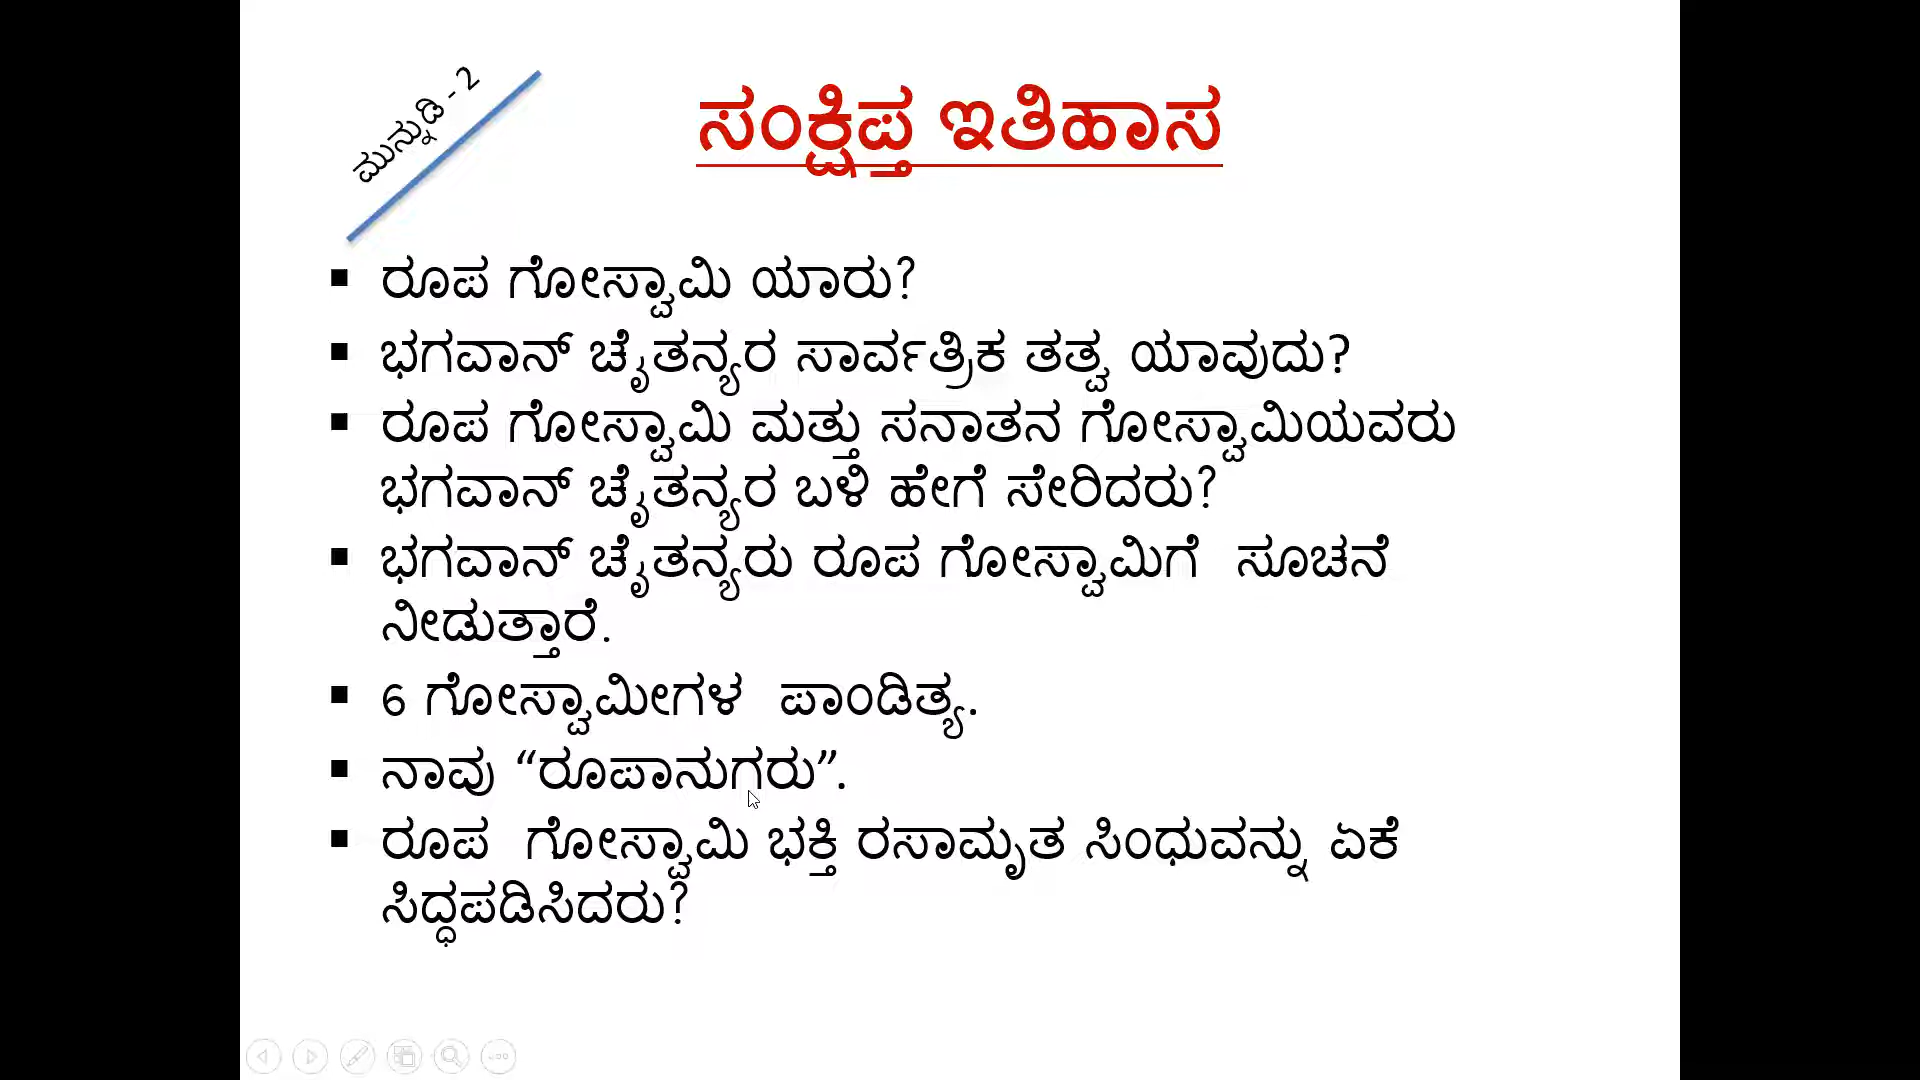 ಮುನ್ನುಡಿ - 2
ಸಂಕ್ಷಿಪ್ತ ಇತಿಹಾಸ
▪ ರೂಪ ಗೋಸ್ವಾಮಿ ಯಾರು?
▪ ಭಗವಾನ್ ಚೈತನ್ಯರ ಸಾರ್ವತ್ರಿಕ ತತ್ವ ಯಾವುದು?
▪ ರೂಪ ಗೋಸ್ವಾಮಿ ಮತ್ತು ಸನಾತನ ಗೋಸ್ವಾಮಿಯವರು
ಭಗವಾನ್ ಚೈತನ್ಯರ ಬಳಿ ಹೇಗೆ ಸೇರಿದರು?
▪ ಭಗವಾನ್ ಚೈತನ್ಯರು ರೂಪ ಗೋಸ್ವಾಮಿಗೆ ಸೂಚನೆ
ನೀಡುತ್ತಾರೆ.
▪ 6 ಗೋಸ್ವಾಮೀಗಳ ಪಾಂಡಿತ್ಯ.
▪ ನಾವು “ರೂಪಾನುಗರು”.
▪ ರೂಪ ಗೋಸ್ವಾಮಿ ಭಕ್ತಿ ರಸಾಮೃತ ಸಿಂಧುವನ್ನು ಏಕೆ
ಸಿದ್ಧಪಡಿಸಿದರು?